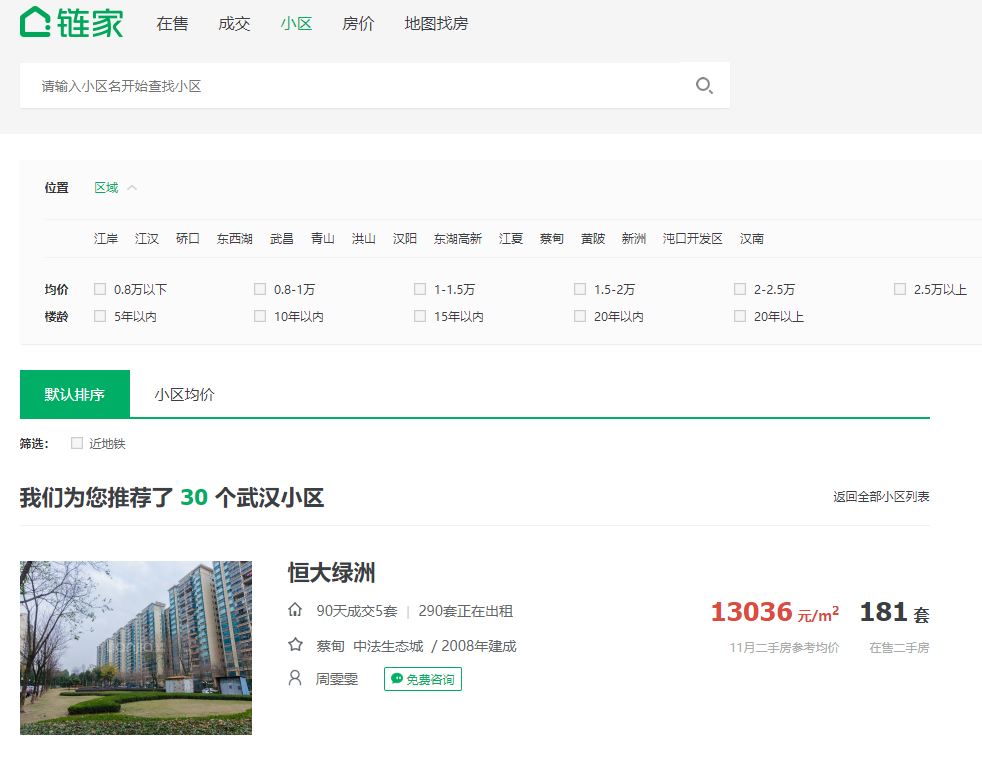 链家 在售 成交 小区 房价 地图找房
请输入小区名开始查找小区
位置 区域
江岸 江汉 硚口 东西湖 武昌 青山 洪山 汉阳 东湖高新 江夏 蔡甸 黄陂 新洲 沌口开发区 汉南
均价 0.8万以下 0.8-1万 1-1.5万 1.5-2万 2-2.5万 2.5万以上
楼龄 5年以内 10年以内 15年以内 20年以内 20年以上
默认排序 小区均价
筛选: 近地铁
我们为您推荐了 30 个武汉小区 返回全部小区列表
恒大绿洲
90天成交5套 | 290套正在出租 13036 元/m² 181 套
蔡甸 中法生态城 / 2008年建成 11月二手房参考均价 在售二手房
周雯雯 免费咨询